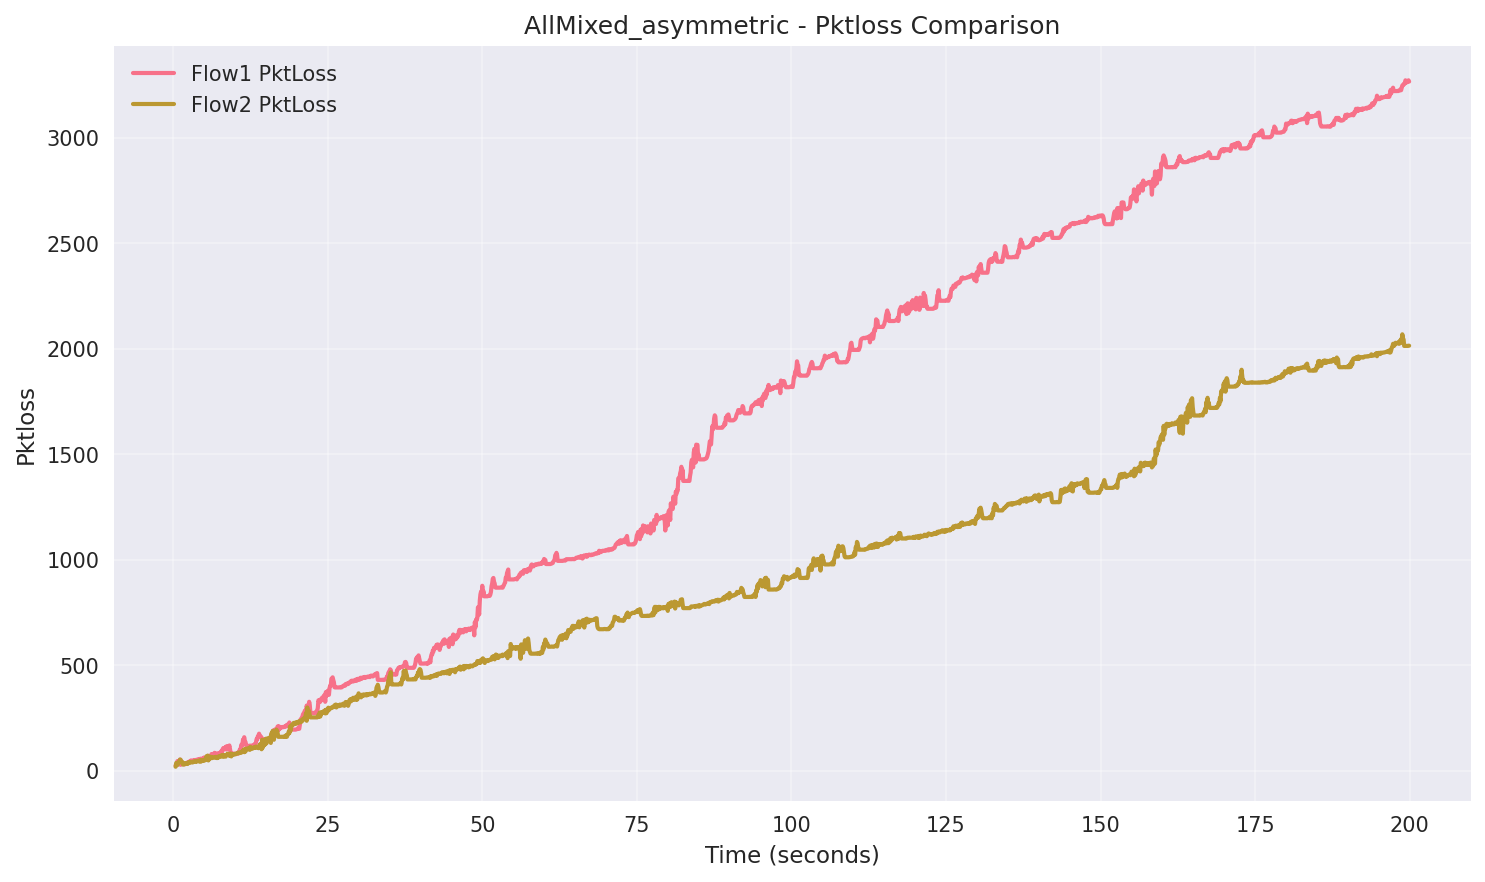 AllMixed_asymmetric - Pktloss Comparison
Flow1 PktLoss
Flow2 PktLoss
Pktloss
3000
2500
2000
1500
1000
500
0
0 25 50 75 100 125 150 175 200
Time (seconds)